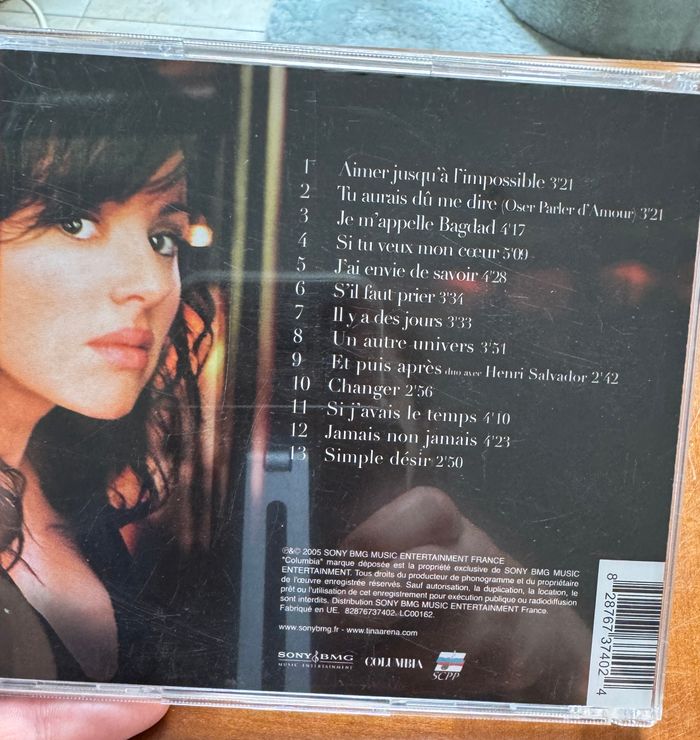 1 Aimer jusqu'à l'impossible 3'21
2 Tu aurais dû me dire (Oser Parler d'Amour) 3'21
3 Je m'appelle Bagdad 4'17
4 Si tu veux mon cœur 5'09
5 J'ai envie de savoir 4'28
6 S'il faut prier 3'34
7 Il y a des jours 3'33
8 Un autre univers 3'51
9 Et puis après duo avec Henri Salvador 2'42
10 Changer 2'56
11 Si j'avais le temps 4'10
12 Jamais non jamais 4'23
13 Simple désir 2'50
℗&© 2005 SONY BMG MUSIC ENTERTAINMENT FRANCE
"Columbia" marque déposée est la propriété exclusive de SONY BMG MUSIC
ENTERTAINMENT. Tous droits du producteur de phonogramme et du propriétaire
de l'œuvre enregistrée réservés. Sauf autorisation, la duplication, la location, le
prêt ou l'utilisation de cet enregistrement pour exécution publique ou radiodiffusion
sont interdits. Distribution SONY BMG MUSIC ENTERTAINMENT France.
Fabriqué en UE. 82876737402 LC00162.
www.sonybmg.fr - www.tinaarena.com
SONY BMG
MUSIC ENTERTAINMENT
COLUMBIA
SCPP
8 28767 37402 4